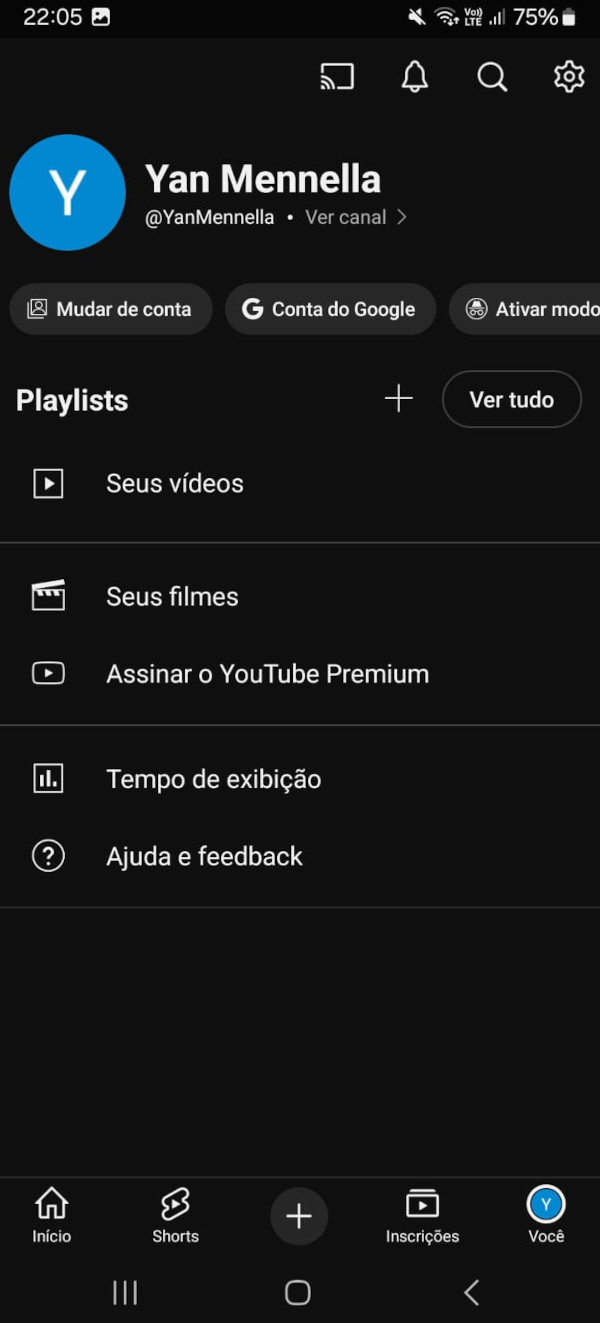 22:05 Vo)) LTE 75%
Yan Mennella
@YanMennella • Ver canal
Mudar de conta Conta do Google Ativar modo
Playlists Ver tudo
Seus vídeos
Seus filmes
Assinar o YouTube Premium
Tempo de exibição
Ajuda e feedback
Início Shorts Inscrições Você